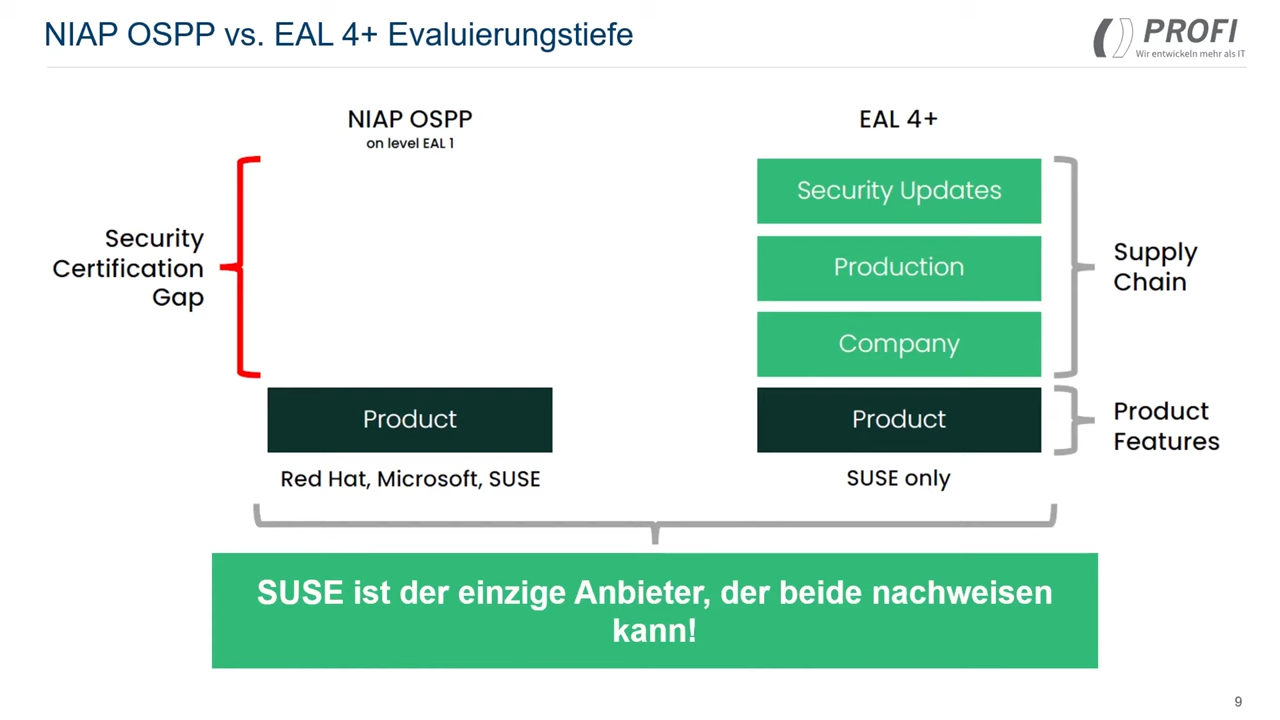 NIAP OSPP vs. EAL 4+ Evaluierungstiefe
PROFI
Wir entwickeln mehr als IT
NIAP OSPP
on level EAL 1
EAL 4+
Security
Certification
Gap
Security Updates
Production
Company
Supply
Chain
Product
Product
Product
Features
Red Hat, Microsoft, SUSE
SUSE only
SUSE ist der einzige Anbieter, der beide nachweisen
kann!
9